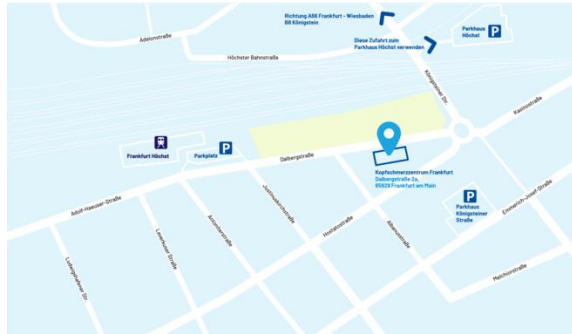 Richtung A66 Frankfurt - Wiesbaden
B8 Königstein
Diese Zufahrt zum
Parkhaus Höchst verwenden
Parkhaus
Höchst
P
Adelonstraße
Höchster Bahnstraße
Königsteiner Str.
Kasinostraße
Frankfurt Höchst
P
Parkplatz
Dalbergstraße
Kopfschmerzzentrum Frankfurt
Dalbergstraße 2a,
65929 Frankfurt am Main
P
Parkhaus
Königsteiner
Straße
Emmerich-Josef-Straße
Adolf-Haeuser-Straße
Justinuskirchstraße
Hostatostraße
Albanusstraße
Antoniterstraße
Leverkuser Straße
Ludwigshafener Str.
Melchiorstraße